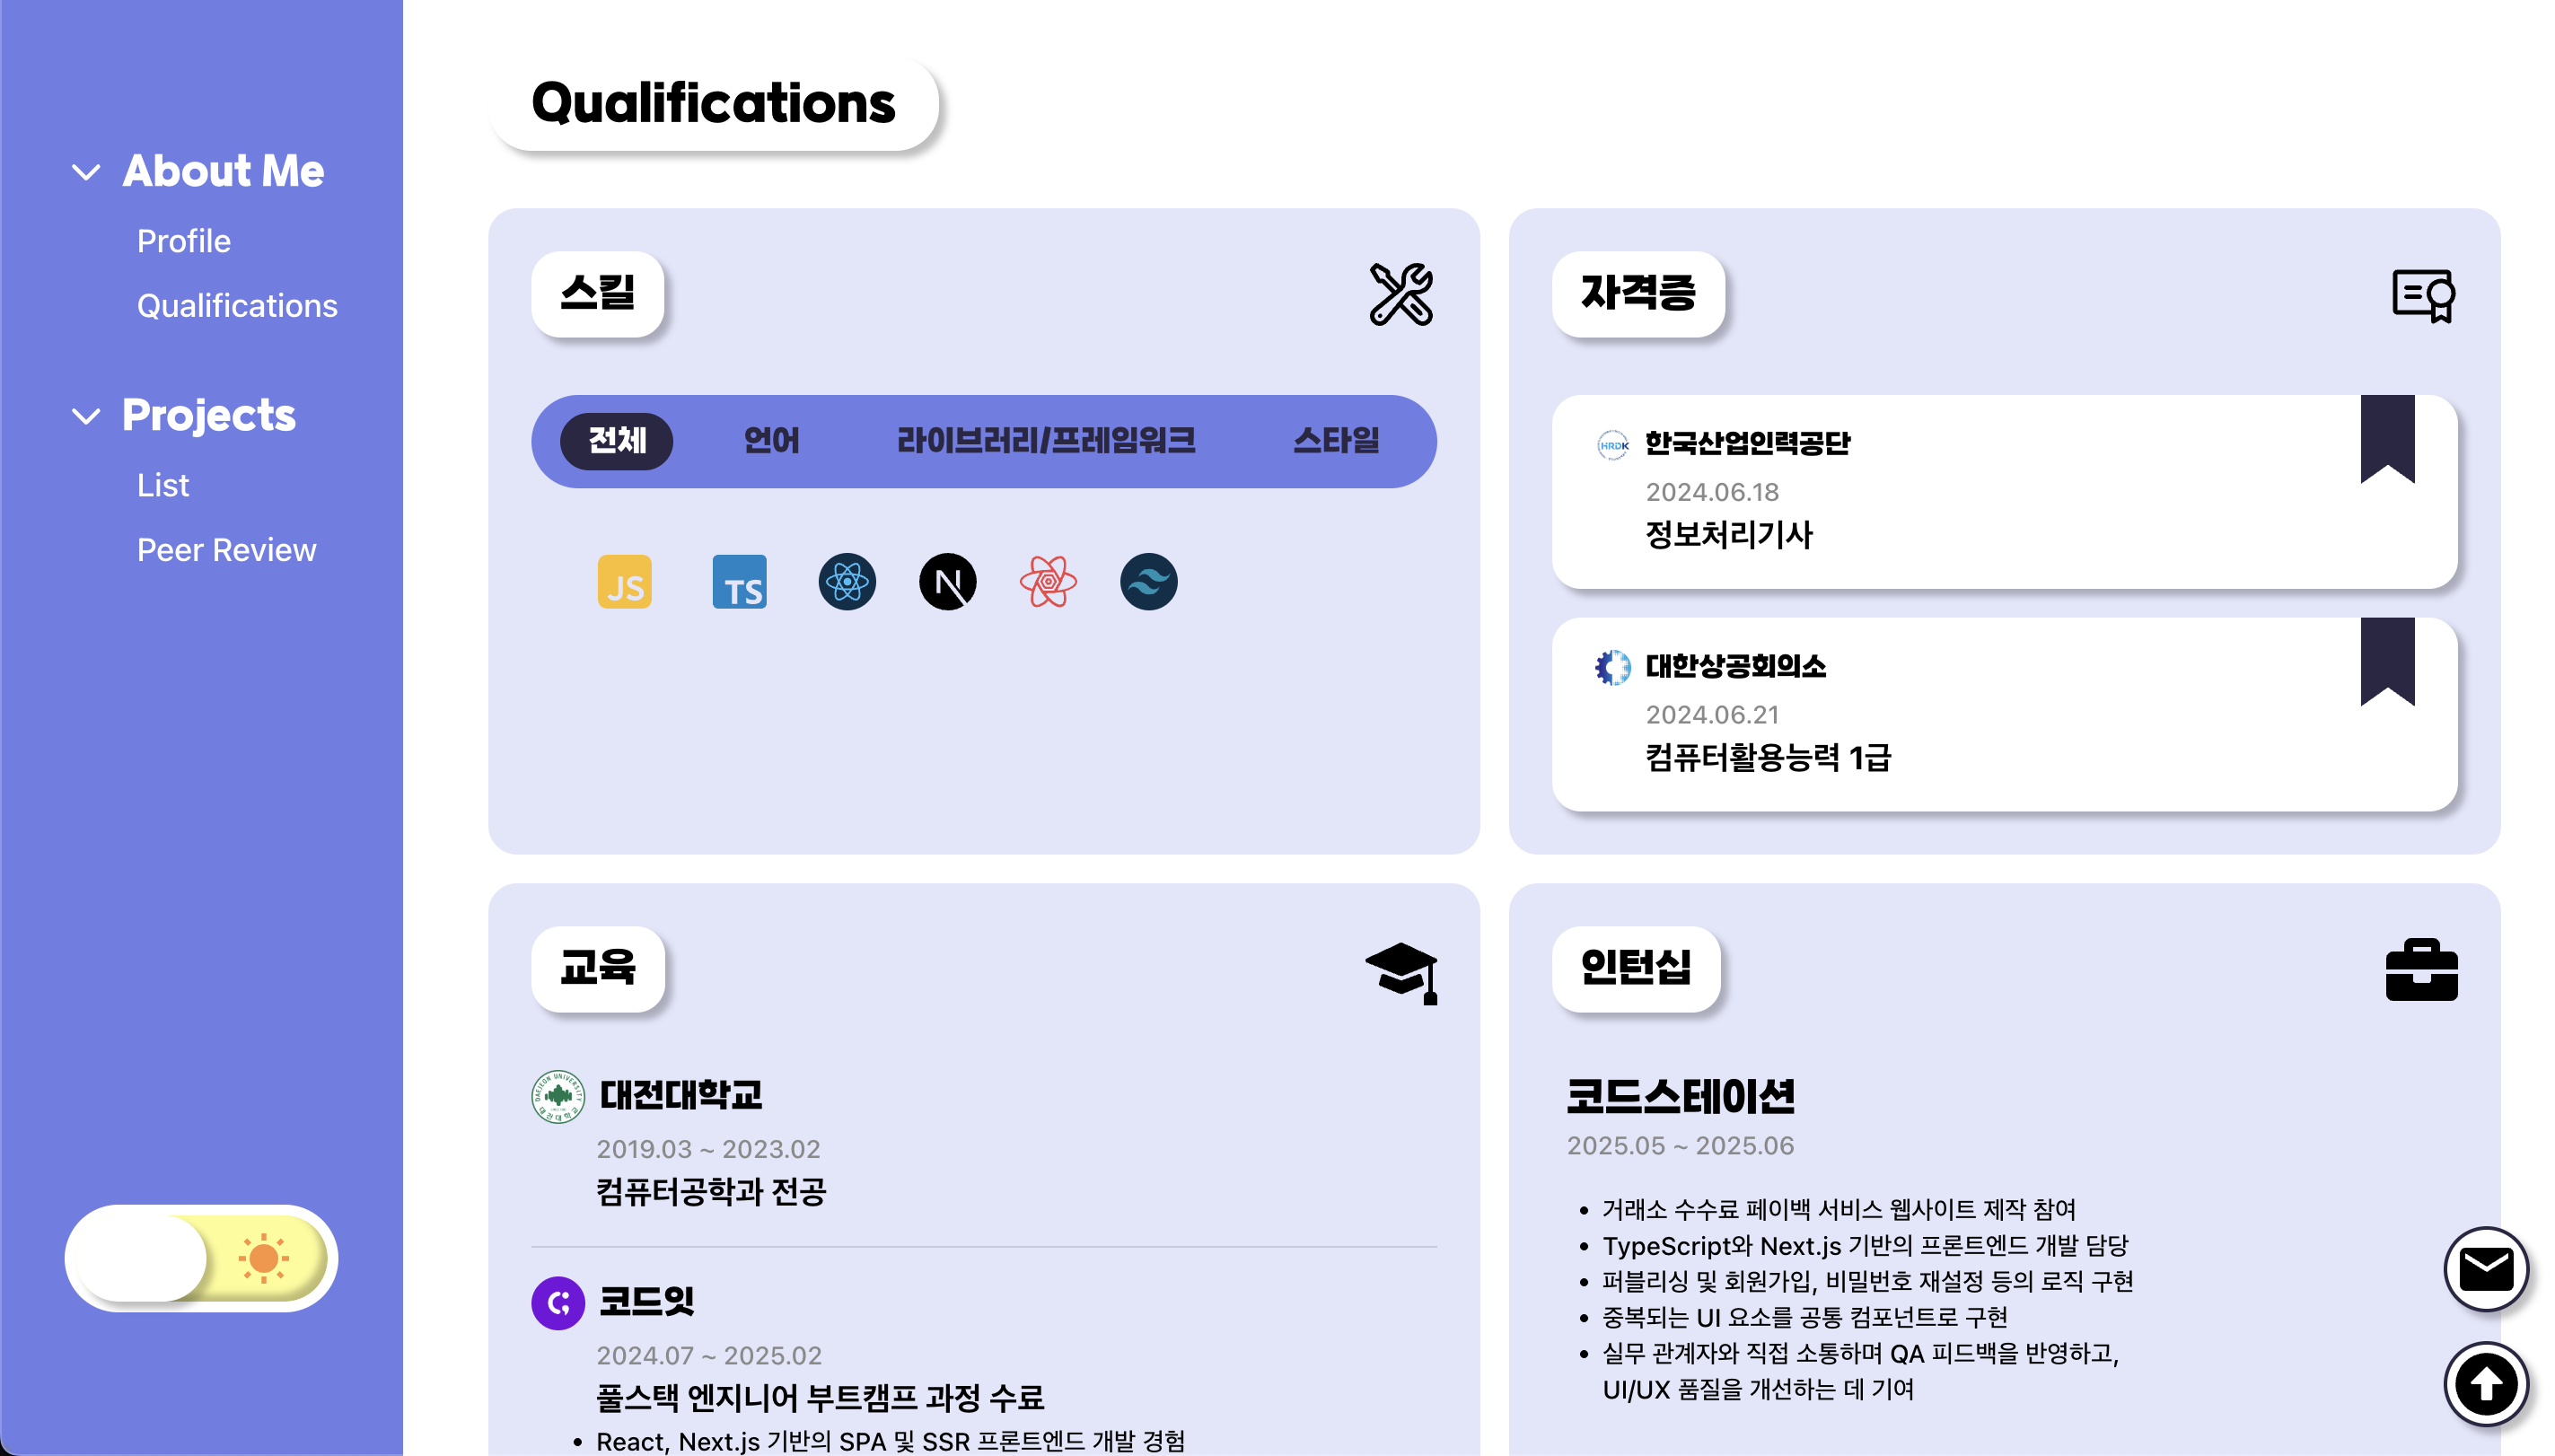 About Me
Profile
Qualifications
Projects
List
Peer Review
Qualifications
스킬
전체 언어 라이브러리/프레임워크 스타일
JS TS N
자격증
HRDK 한국산업인력공단
2024.06.18
정보처리기사
대한상공회의소
2024.06.21
컴퓨터활용능력 1급
교육
DAEJEON UNIVERSITY 대전대학교
대전대학교
2019.03 ~ 2023.02
컴퓨터공학과 전공
코드잇
2024.07 ~ 2025.02
풀스택 엔지니어 부트캠프 과정 수료
• React, Next.js 기반의 SPA 및 SSR 프론트엔드 개발 경험
인턴십
코드스테이션
2025.05 ~ 2025.06
• 거래소 수수료 페이백 서비스 웹사이트 제작 참여
• TypeScript와 Next.js 기반의 프론트엔드 개발 담당
• 퍼블리싱 및 회원가입, 비밀번호 재설정 등의 로직 구현
• 중복되는 UI 요소를 공통 컴포넌트로 구현
• 실무 관계자와 직접 소통하며 QA 피드백을 반영하고,
UI/UX 품질을 개선하는 데 기여